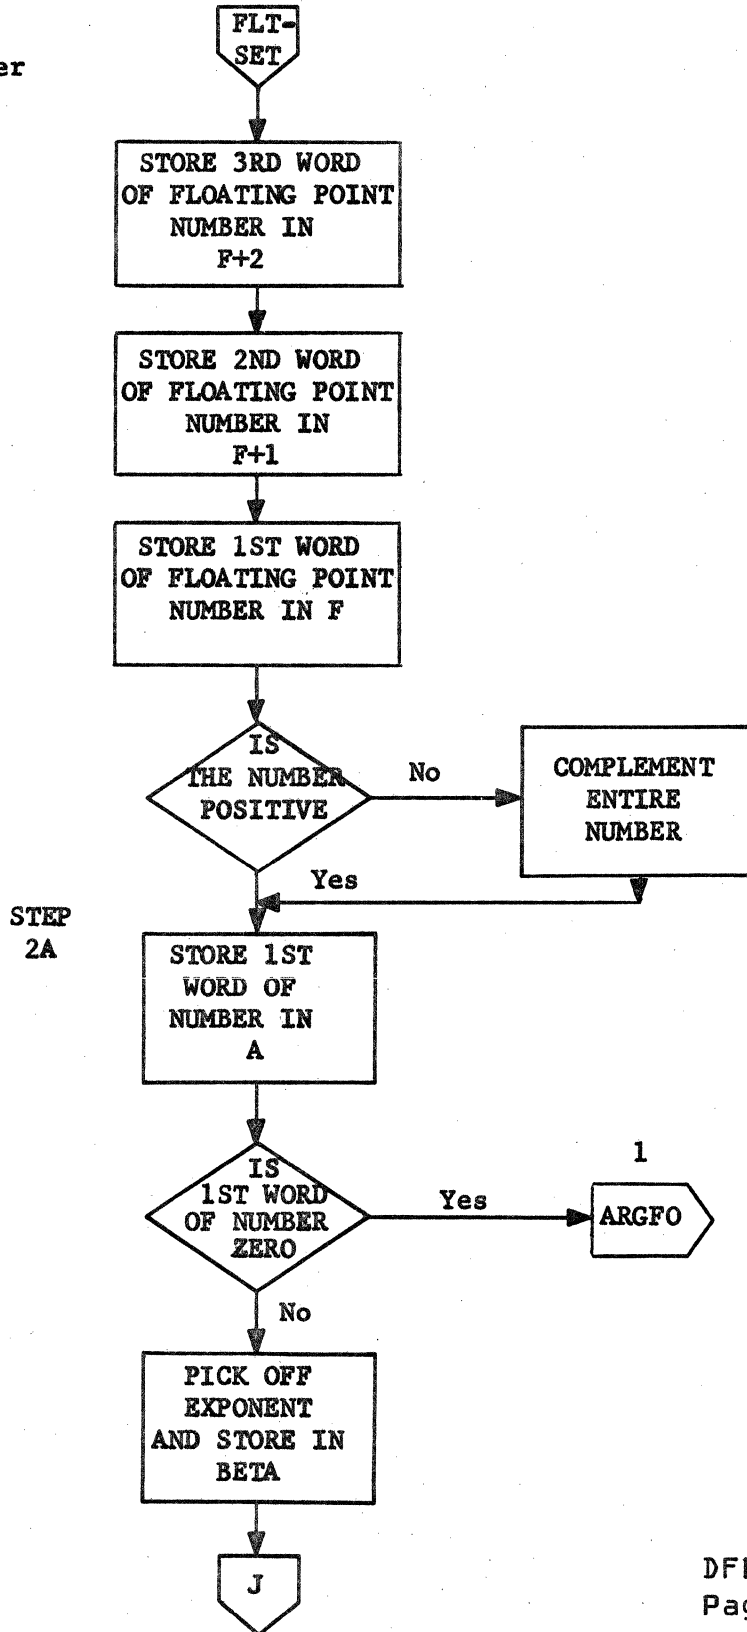 FLT-
SET
er
STORE 3RD WORD
OF FLOATING POINT
NUMBER IN
F+2
STORE 2ND WORD
OF FLOATING POINT
NUMBER IN
F+1
STORE 1ST WORD
OF FLOATING POINT
NUMBER IN F
IS
THE NUMBER
POSITIVE
No
COMPLEMENT
ENTIRE
NUMBER
Yes
STEP
2A
STORE 1ST
WORD OF
NUMBER IN
A
IS
1ST WORD
OF NUMBER
ZERO
Yes
1
ARGFO
No
PICK OFF
EXPONENT
AND STORE IN
BETA
J
Pag